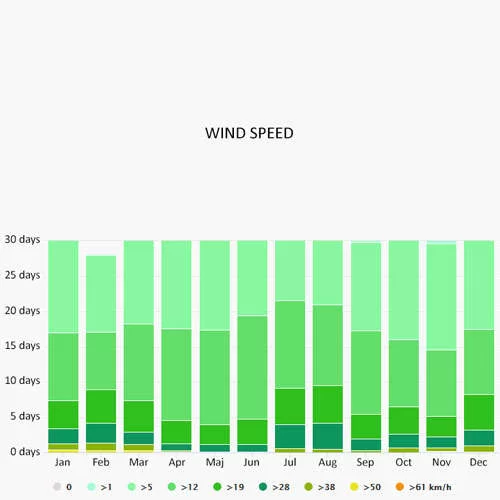 WIND SPEED
30 days
25 days
20 days
15 days
10 days
5 days
0 days
Jan Feb Mar Apr Maj Jun Jul Aug Sep Oct Nov Dec
0 >1 >5 >12 >19 >28 >38 >50 >61 km/h